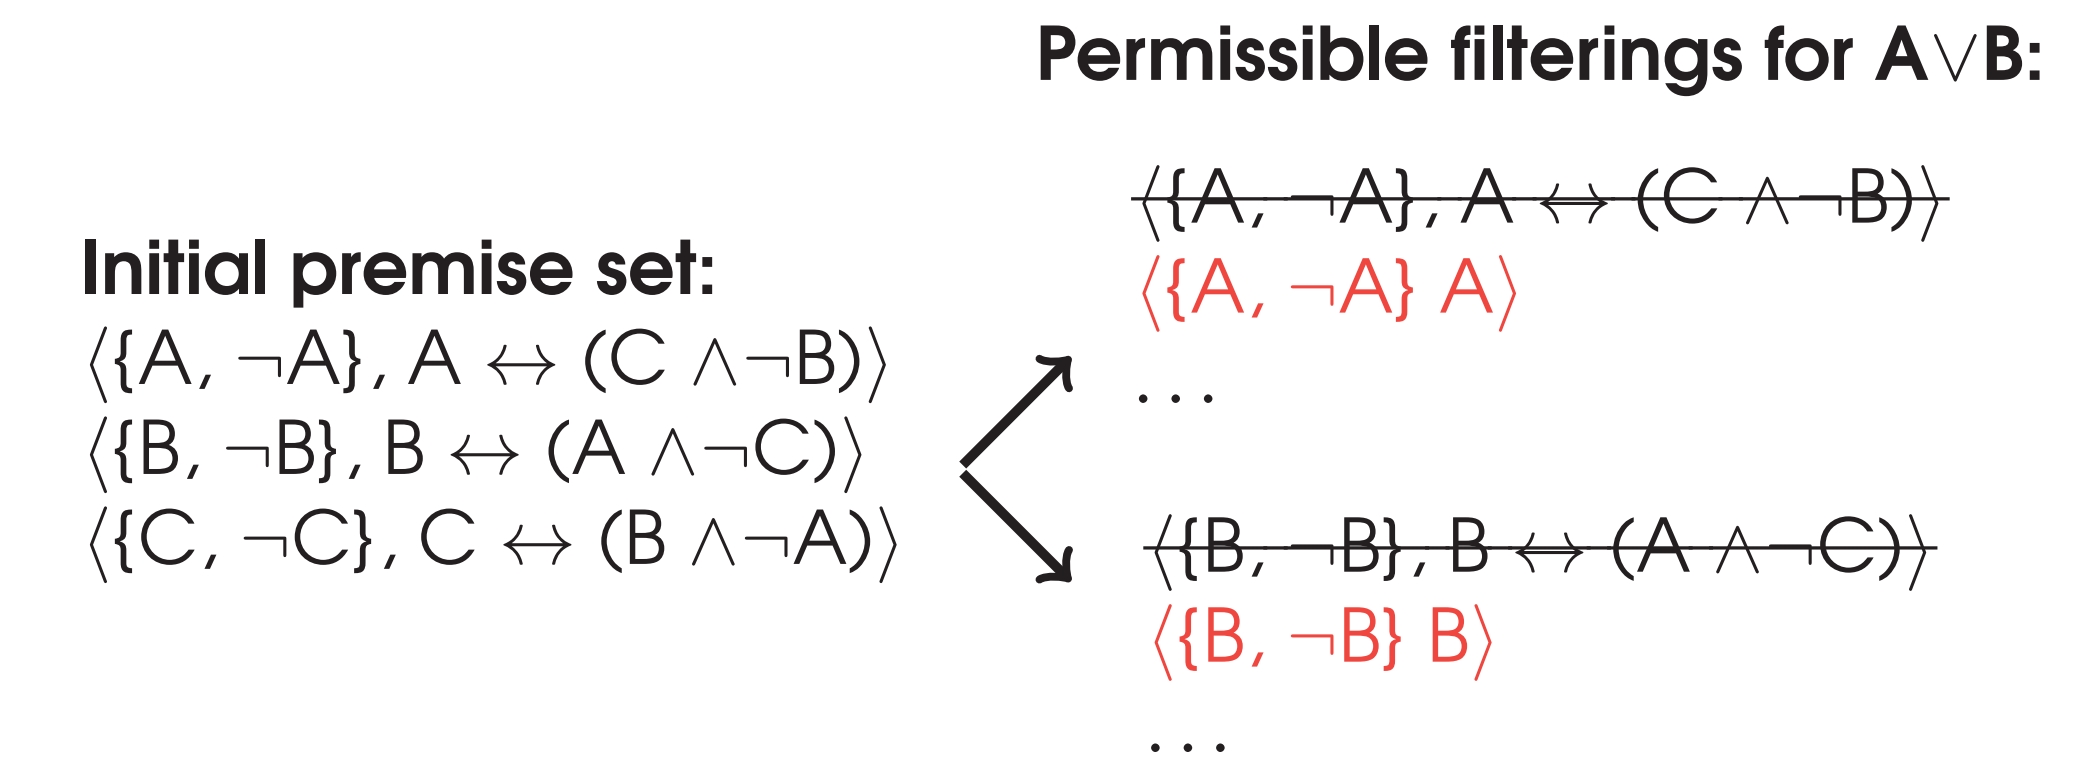 Initial premise set:
⟨{A, ¬A}, A ↔ (C ∧¬B)⟩
⟨{B, ¬B}, B ↔ (A ∧¬C)⟩
⟨{C, ¬C}, C ↔ (B ∧¬A)⟩
Permissible filterings for A∨B:
⟨{A, ¬A}, A ↔ (C ∧¬B)⟩
⟨{A, ¬A} A⟩
...
⟨{B, ¬B}, B ↔ (A ∧¬C)⟩
⟨{B, ¬B} B⟩
...